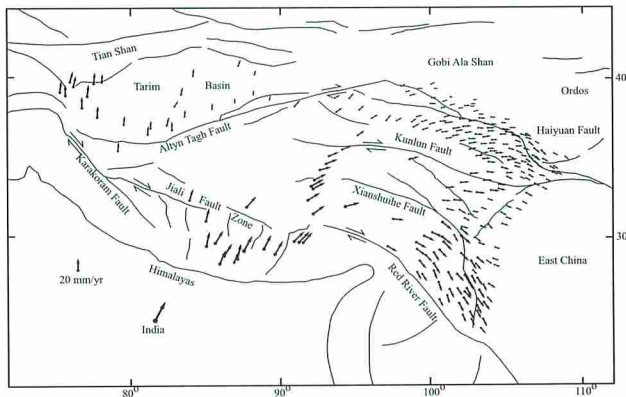 Tian Shan
Gobi Ala Shan
40
Tarim
Basin
Ordos
Altyn Tagh Fault
Haiyuan Fault
Kunlun Fault
Karakoram Fault
Jiali
Fault
Zone
Xianshuihe Fault
30
East China
20 mm/yr
Himalayas
Red River Fault
India
80°
90°
100°
110°